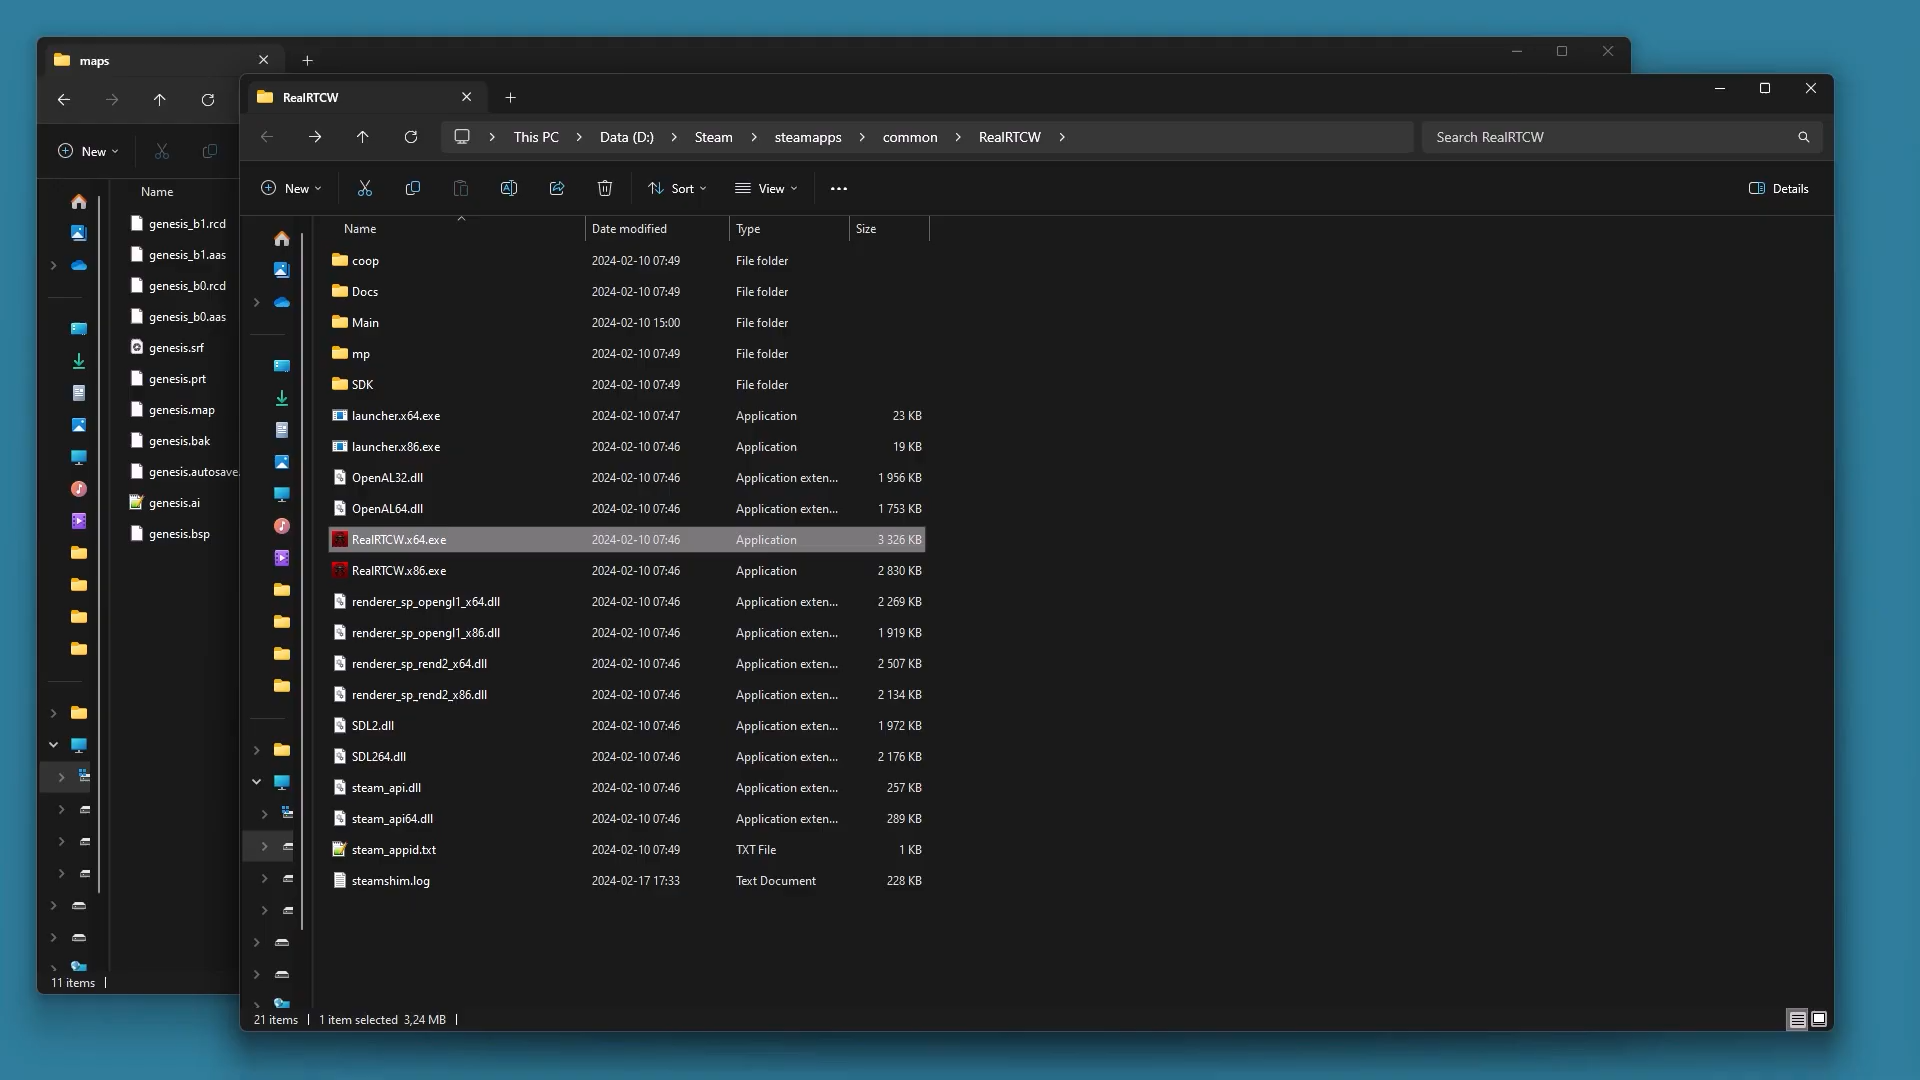 maps
New
Name
genesis_b1.rcd
genesis_b1.aas
genesis_b0.rcd
genesis_b0.aas
genesis.srf
genesis.prt
genesis.map
genesis.bak
genesis.autosave.
genesis.ai
genesis.bsp
11 items
RealRTCW
This PC > Data (D:) > Steam > steamapps > common > RealRTCW >
Search RealRTCW
New Sort View ... Details
Name Date modified Type Size
coop 2024-02-10 07:49 File folder
Docs 2024-02-10 07:49 File folder
Main 2024-02-10 15:00 File folder
mp 2024-02-10 07:49 File folder
SDK 2024-02-10 07:49 File folder
launcher.x64.exe 2024-02-10 07:47 Application 23 KB
launcher.x86.exe 2024-02-10 07:46 Application 19 KB
OpenAL32.dll 2024-02-10 07:46 Application exten... 1 956 KB
OpenAL64.dll 2024-02-10 07:46 Application exten... 1 753 KB
RealRTCW.x64.exe 2024-02-10 07:46 Application 3 326 KB
RealRTCW.x86.exe 2024-02-10 07:46 Application 2 830 KB
renderer_sp_opengl1_x64.dll 2024-02-10 07:46 Application exten... 2 269 KB
renderer_sp_opengl1_x86.dll 2024-02-10 07:46 Application exten... 1 919 KB
renderer_sp_rend2_x64.dll 2024-02-10 07:46 Application exten... 2 507 KB
renderer_sp_rend2_x86.dll 2024-02-10 07:46 Application exten... 2 134 KB
SDL2.dll 2024-02-10 07:46 Application exten... 1 972 KB
SDL264.dll 2024-02-10 07:46 Application exten... 2 176 KB
steam_api.dll 2024-02-10 07:46 Application exten... 257 KB
steam_api64.dll 2024-02-10 07:46 Application exten... 289 KB
steam_appid.txt 2024-02-10 07:49 TXT File 1 KB
steamshim.log 2024-02-17 17:33 Text Document 228 KB
21 items | 1 item selected 3,24 MB |